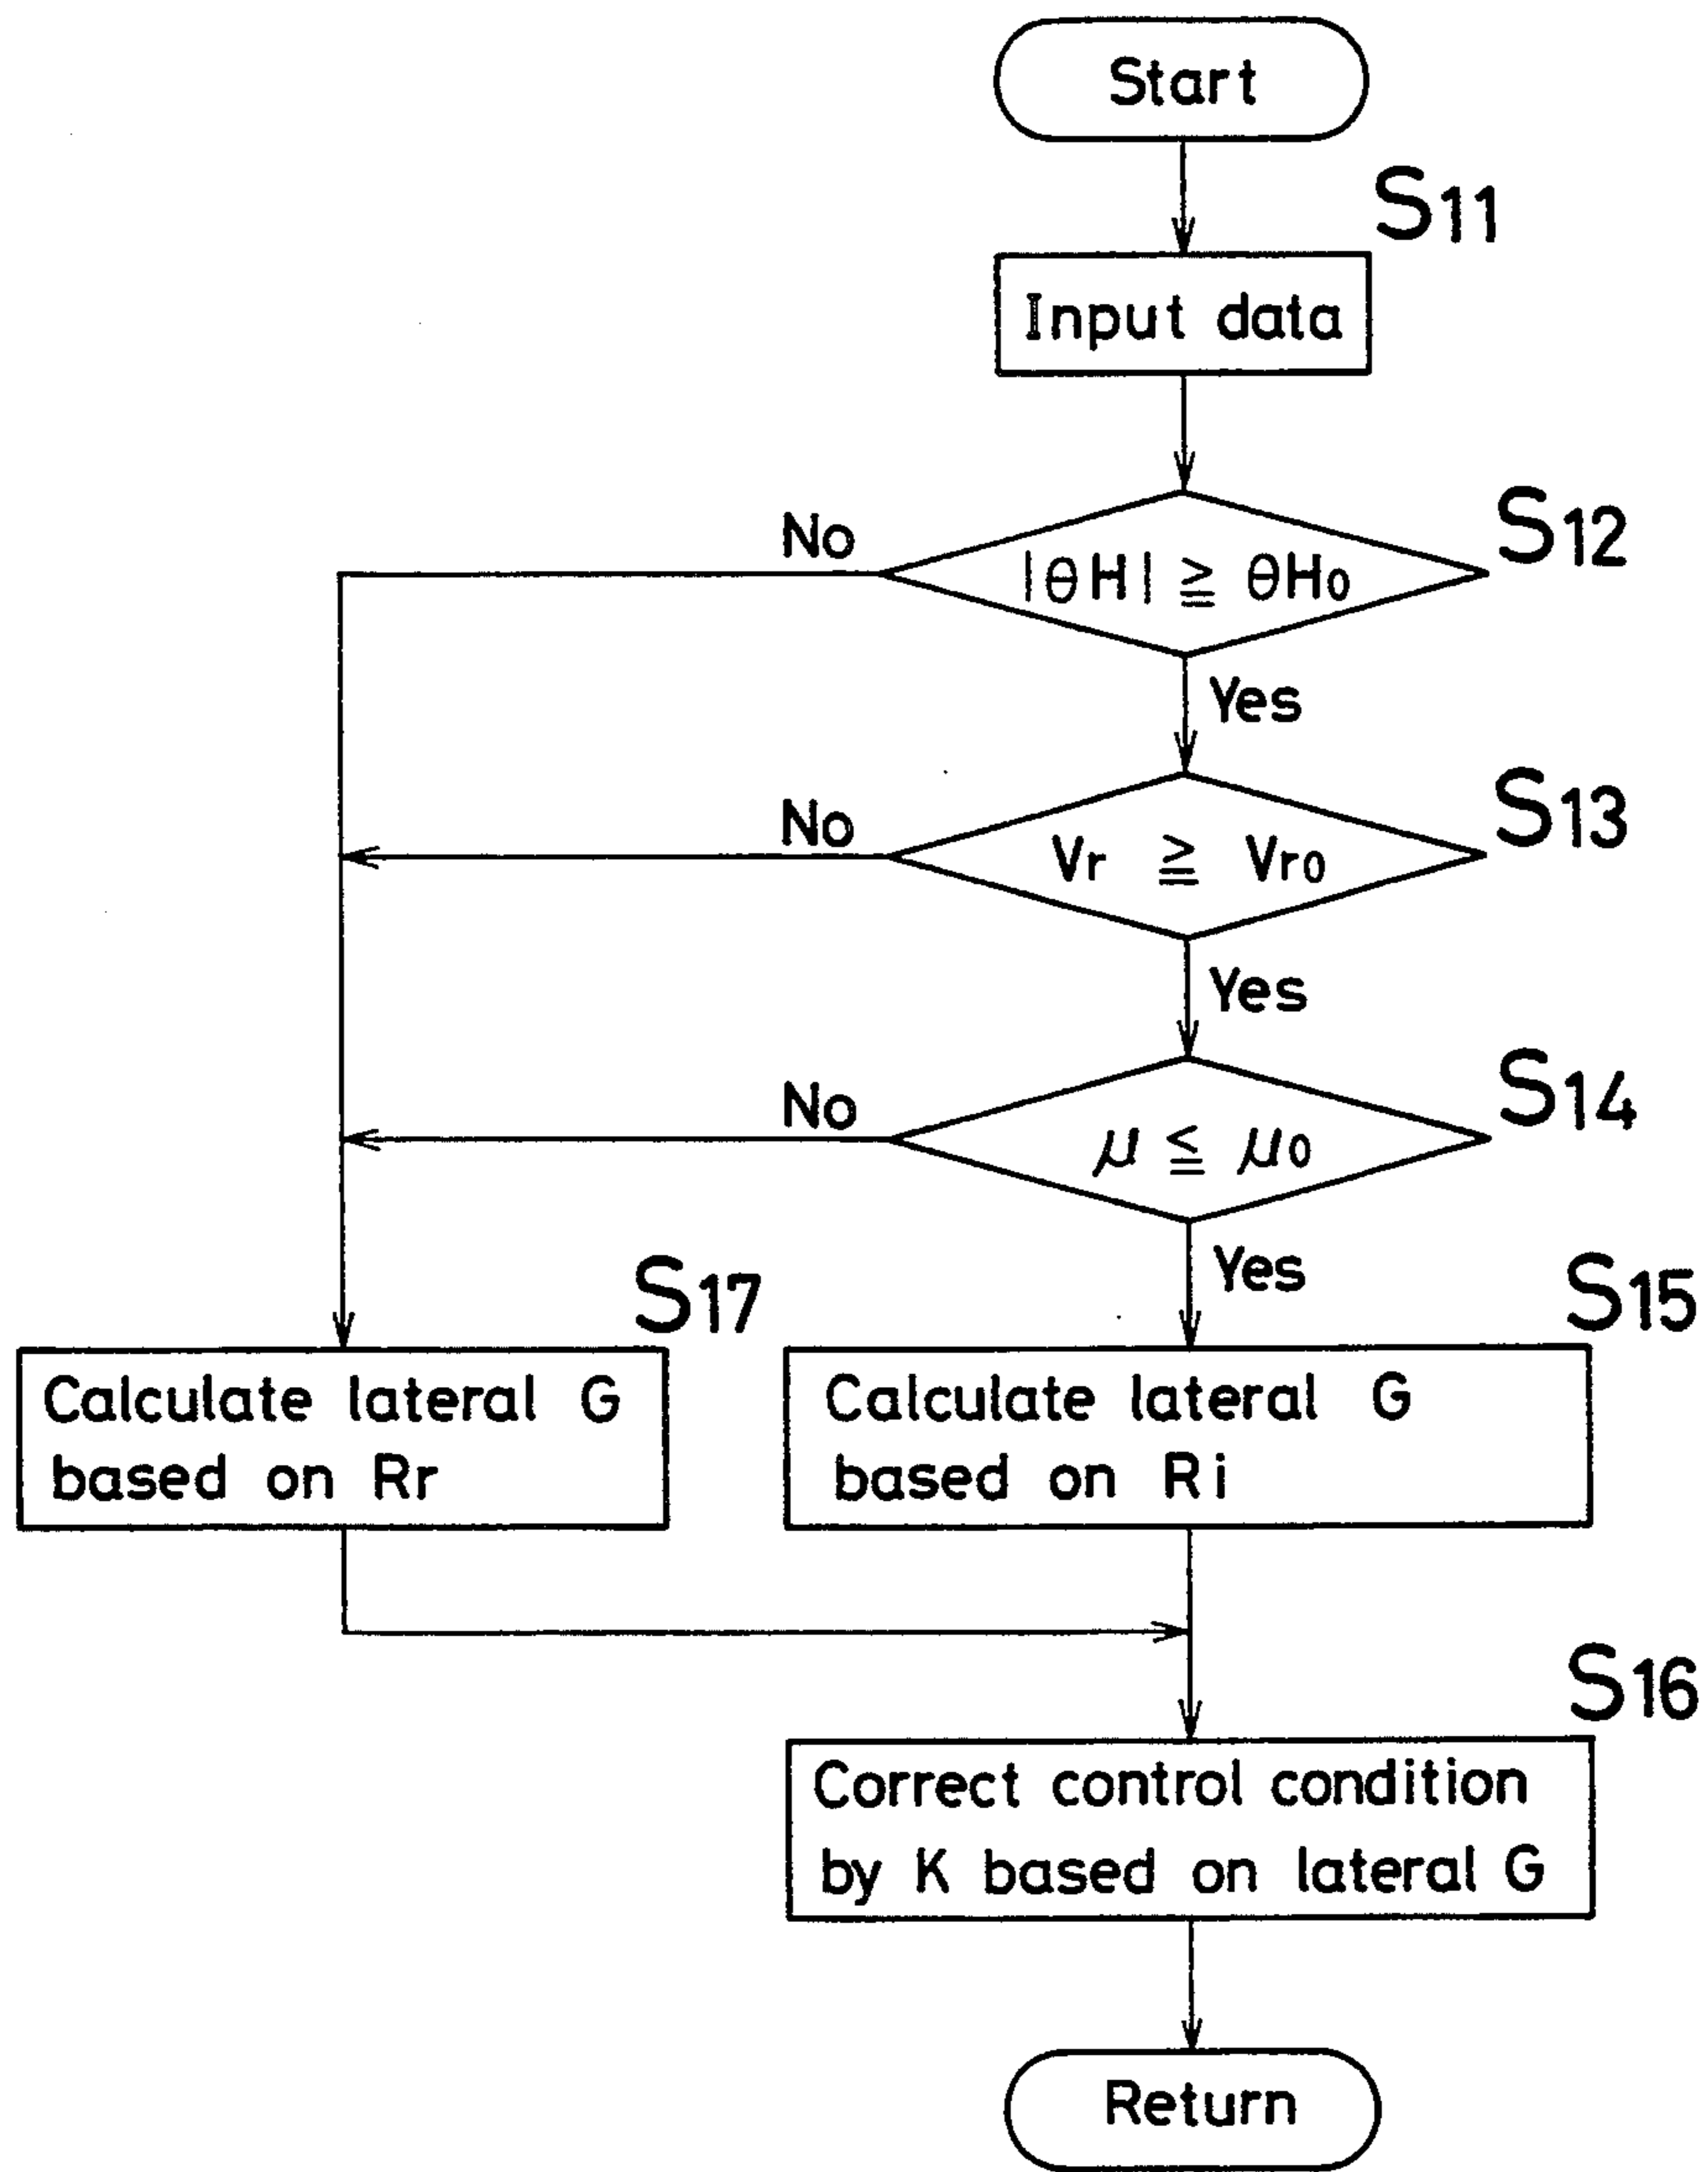 Start
S11
Input data
S12
No
|θH| ≧ θH0
Yes
S13
No
Vr ≧ Vr0
Yes
S14
No
μ ≦ μ0
Yes
S17
S15
Calculate lateral G
based on Rr
Calculate lateral G
based on Ri
S16
Correct control condition
by K based on lateral G
Return